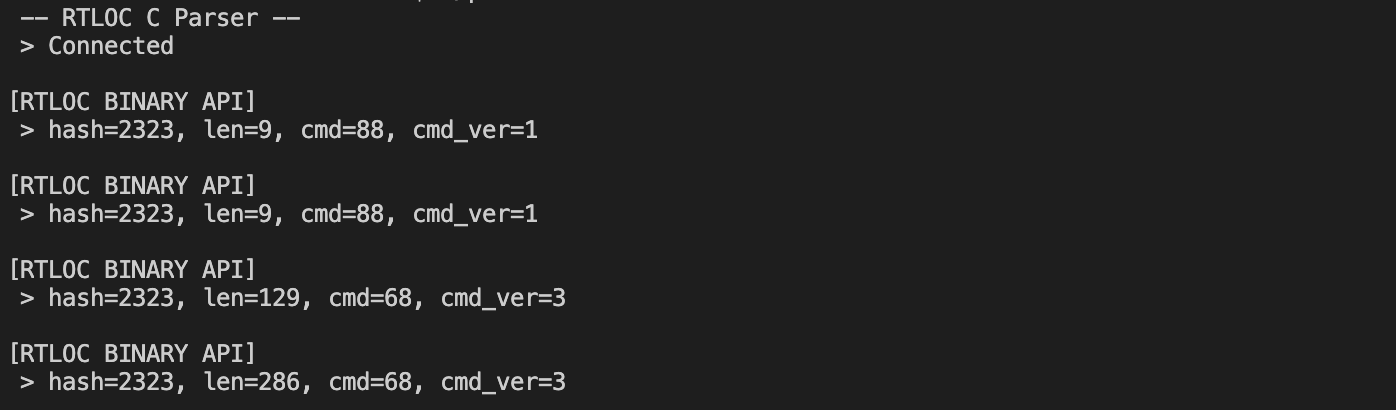 -- RTLOC C Parser --
> Connected
[RTLOC BINARY API]
> hash=2323, len=9, cmd=88, cmd_ver=1
[RTLOC BINARY API]
> hash=2323, len=9, cmd=88, cmd_ver=1
[RTLOC BINARY API]
> hash=2323, len=129, cmd=68, cmd_ver=3
[RTLOC BINARY API]
> hash=2323, len=286, cmd=68, cmd_ver=3